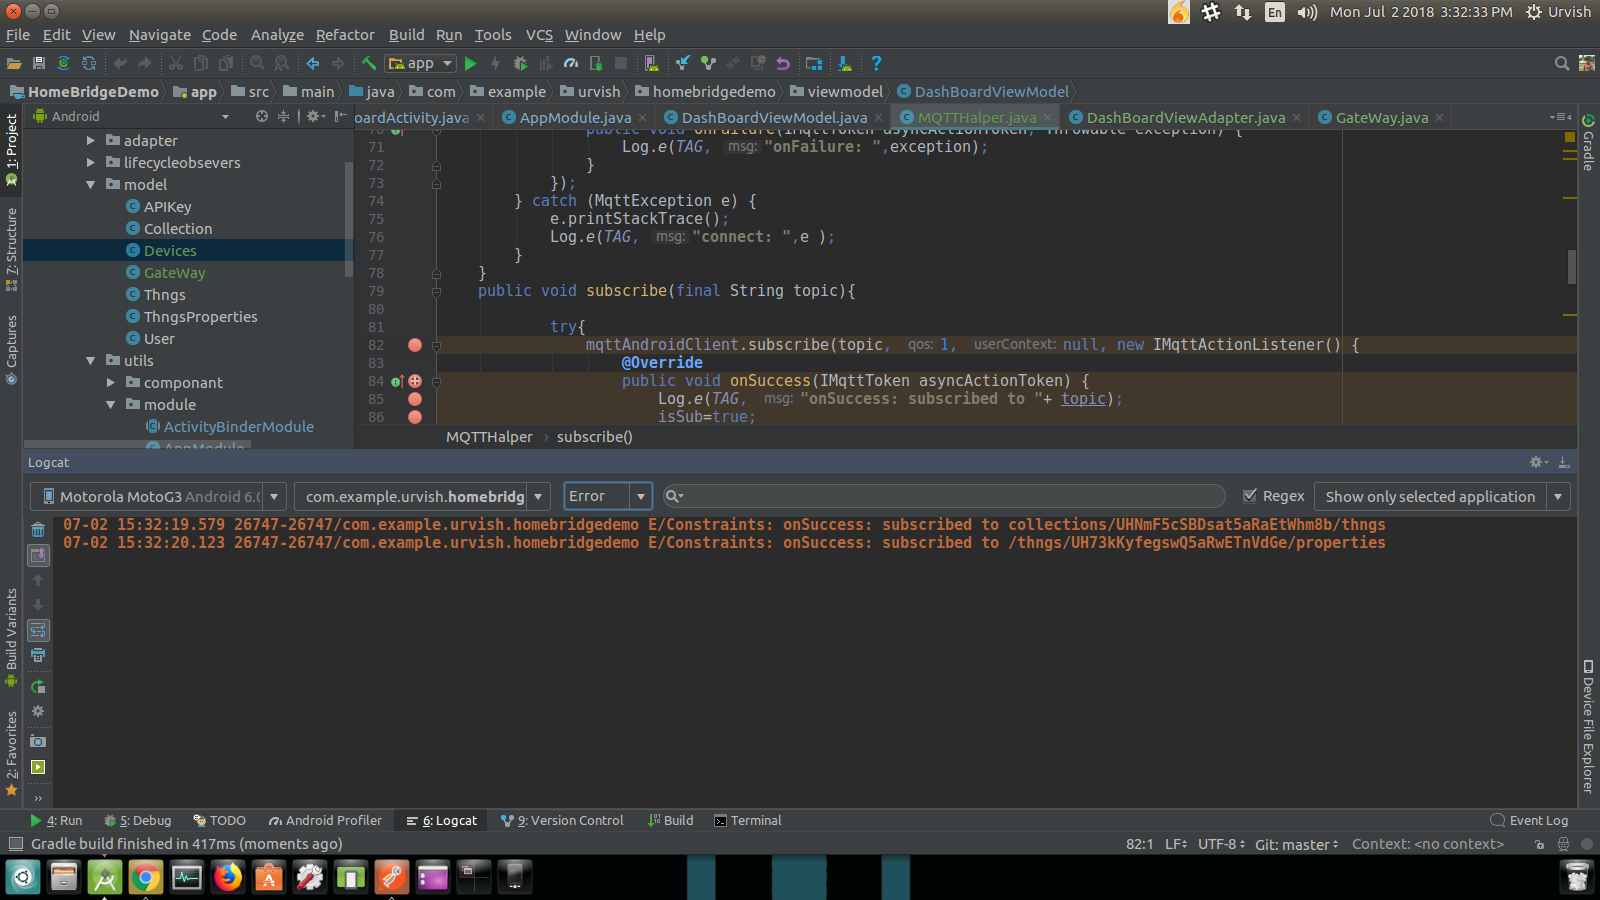 En
Mon Jul 2 2018 3:32:33 PM
Urvish
File Edit View Navigate Code Analyze Refactor Build Run Tools VCS Window Help
app
HomeBridgeDemo app src main java com example urvish homebridgedemo viewmodel DashBoardViewModel
Android
oardActivity.java AppModule.java DashBoardViewModel.java MQTTHalper.java DashBoardViewAdapter.java GateWay.java
1: Project
7: Structure
Captures
Build Variants
2: Favorites
adapter
lifecycleobsevers
model
APIKey
Collection
Devices
GateWay
Thngs
ThngsProperties
User
utils
componant
module
ActivityBinderModule
AppModule
70 public void onFailure(IMqttToken asyncActionToken, Throwable exception) {
71 Log.e(TAG, msg: "onFailure: ",exception);
72 }
73 });
74 } catch (MqttException e) {
75 e.printStackTrace();
76 Log.e(TAG, msg: "connect: ",e );
77 }
78 }
79 public void subscribe(final String topic){
80
81 try{
82 mqttAndroidClient.subscribe(topic, qos: 1, userContext: null, new IMqttActionListener() {
83 @Override
84 public void onSuccess(IMqttToken asyncActionToken) {
85 Log.e(TAG, msg: "onSuccess: subscribed to "+ topic);
86 isSub=true;
MQTTHalper subscribe()
Gradle
Device File Explorer
Logcat
Motorola MotoG3 Android 6.0
com.example.urvish.homebridg
Error
Regex
Show only selected application
07-02 15:32:19.579 26747-26747/com.example.urvish.homebridgedemo E/Constraints: onSuccess: subscribed to collections/UHNmF5cSBDsat5aRaEtWhm8b/thngs
07-02 15:32:20.123 26747-26747/com.example.urvish.homebridgedemo E/Constraints: onSuccess: subscribed to /thngs/UH73kKyfegswQ5aRwETnVdGe/properties
4: Run 5: Debug TODO Android Profiler 6: Logcat 9: Version Control Build Terminal Event Log
Gradle build finished in 417ms (moments ago) 82:1 LF UTF-8 Git: master Context: <no context>